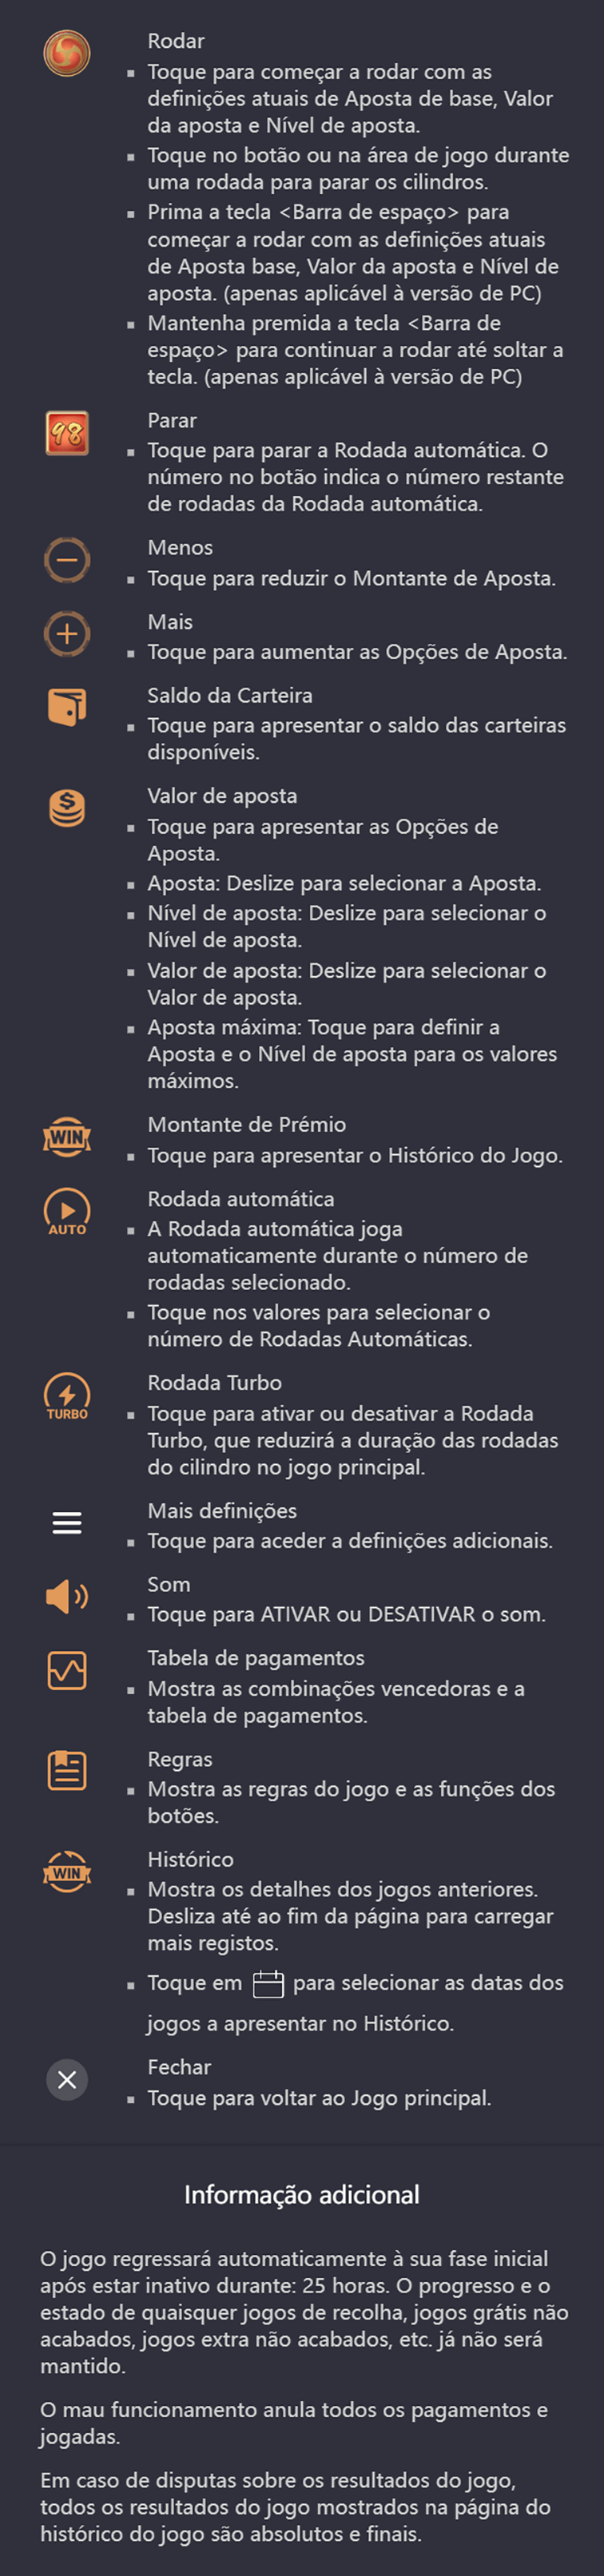 Rodar
Toque para começar a rodar com as
definições atuais de Aposta de base, Valor
da aposta e Nível de aposta.
Toque no botão ou na área de jogo durante
uma rodada para parar os cilindros.
Prima a tecla <Barra de espaço> para
começar a rodar com as definições atuais
de Aposta base, Valor da aposta e Nível de
aposta. (apenas aplicável à versão de PC)
Mantenha premida a tecla <Barra de
espaço> para continuar a rodar até soltar a
tecla. (apenas aplicável à versão de PC)
98
Parar
Toque para parar a Rodada automática. O
número no botão indica o número restante
de rodadas da Rodada automática.
Menos
Toque para reduzir o Montante de Aposta.
Mais
Toque para aumentar as Opções de Aposta.
Saldo da Carteira
Toque para apresentar o saldo das carteiras
disponíveis.
Valor de aposta
Toque para apresentar as Opções de
Aposta.
Aposta: Deslize para selecionar a Aposta.
Nível de aposta: Deslize para selecionar o
Nível de aposta.
Valor de aposta: Deslize para selecionar o
Valor de aposta.
Aposta máxima: Toque para definir a
Aposta e o Nível de aposta para os valores
máximos.
WIN
Montante de Prémio
Toque para apresentar o Histórico do Jogo.
AUTO
Rodada automática
A Rodada automática joga
automaticamente durante o número de
rodadas selecionado.
Toque nos valores para selecionar o
número de Rodadas Automáticas.
TURBO
Rodada Turbo
Toque para ativar ou desativar a Rodada
Turbo, que reduzirá a duração das rodadas
do cilindro no jogo principal.
Mais definições
Toque para aceder a definições adicionais.
Som
Toque para ATIVAR ou DESATIVAR o som.
Tabela de pagamentos
Mostra as combinações vencedoras e a
tabela de pagamentos.
Regras
Mostra as regras do jogo e as funções dos
botões.
WIN
Histórico
Mostra os detalhes dos jogos anteriores.
Desliza até ao fim da página para carregar
mais registos.
Toque em para selecionar as datas dos
jogos a apresentar no Histórico.
Fechar
Toque para voltar ao Jogo principal.
Informação adicional
O jogo regressará automaticamente à sua fase inicial
após estar inativo durante: 25 horas. O progresso e o
estado de quaisquer jogos de recolha, jogos grátis não
acabados, jogos extra não acabados, etc. já não será
mantido.
O mau funcionamento anula todos os pagamentos e
jogadas.
Em caso de disputas sobre os resultados do jogo,
todos os resultados do jogo mostrados na página do
histórico do jogo são absolutos e finais.